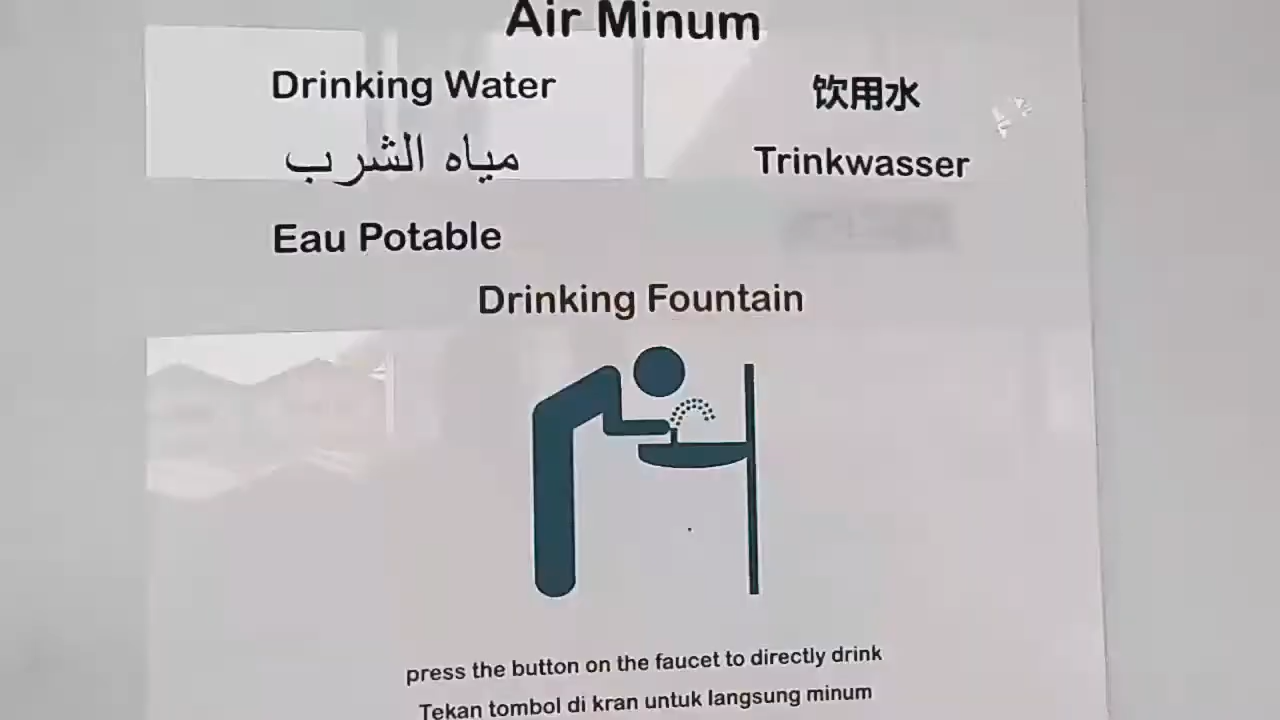 Air Minum
Drinking Water
饮用水
مياه الشرب
Trinkwasser
Eau Potable
Drinking Fountain
press the button on the faucet to directly drink
Tekan tombol di kran untuk langsung minum